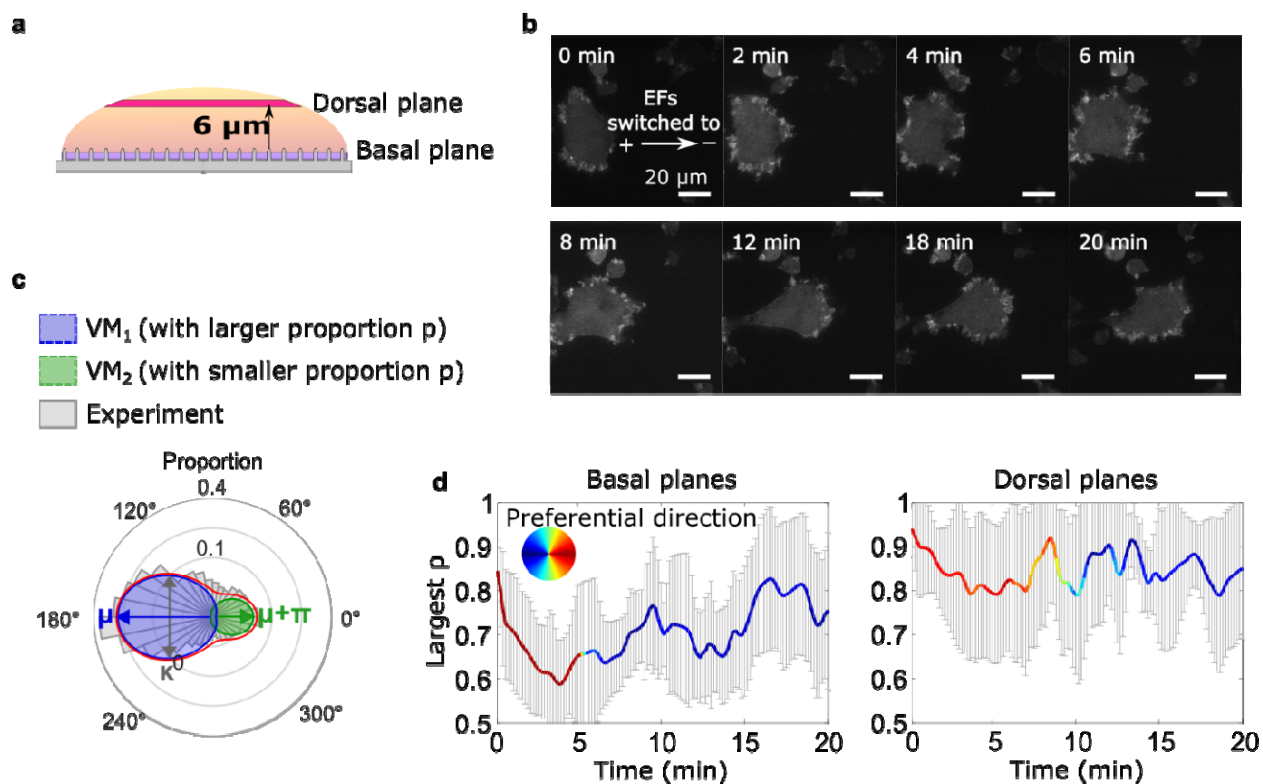 a
Dorsal plane
6 μm
Basal plane
b
0 min
2 min
4 min
6 min
EFs
switched to
+ −
20 μm
8 min
12 min
18 min
20 min
c
VM1 (with larger proportion p)
VM2 (with smaller proportion p)
Experiment
Proportion
0.4
120°
60°
0.1
180°
μ
μ+π
0°
κ
0
240°
300°
d
Basal planes
Preferential direction
Largest p
1
0.9
0.8
0.7
0.6
0.5
0 5 10 15 20
Time (min)
Dorsal planes
1
0.9
0.8
0.7
0.6
0.5
0 5 10 15 20
Time (min)